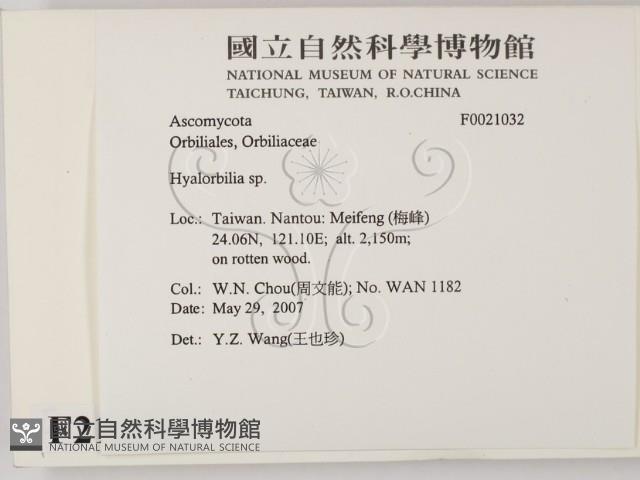 國立自然科學博物館
NATIONAL MUSEUM OF NATURAL SCIENCE
TAICHUNG, TAIWAN, R.O.CHINA
Ascomycota F0021032
Orbiliales, Orbiliaceae
Hyalorbilia sp.
Loc.: Taiwan. Nantou: Meifeng (梅峰)
24.06N, 121.10E; alt. 2,150m;
on rotten wood.
Col.: W.N. Chou(周文能); No. WAN 1182
Date: May 29, 2007
Det.: Y.Z. Wang(王也珍)
F2
國立自然科學博物館
NATIONAL MUSEUM OF NATURAL SCIENCE